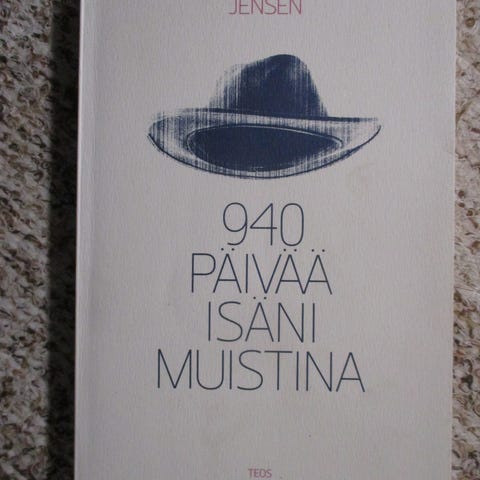 JENSEN
940
PÄIVÄÄ
ISÄNI
MUISTINA
TEOS